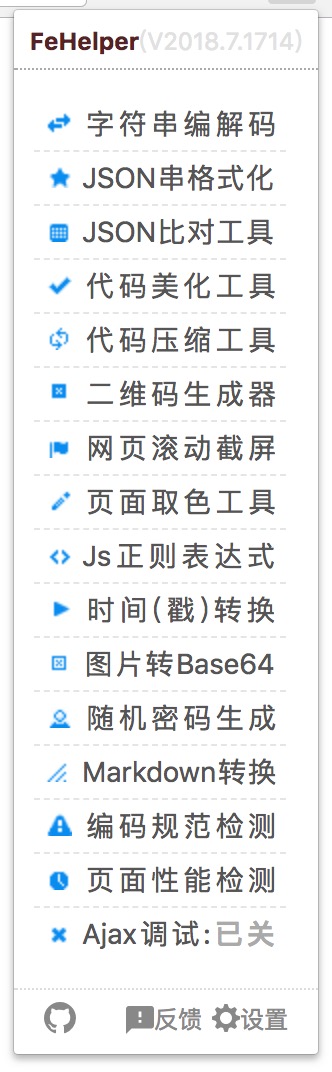 FeHelper(V2018.7.1714)
字符串编解码
JSON串格式化
JSON比对工具
代码美化工具
代码压缩工具
二维码生成器
网页滚动截屏
页面取色工具
Js正则表达式
时间(戳)转换
图片转Base64
随机密码生成
Markdown转换
编码规范检测
页面性能检测
Ajax调试:已关
反馈 设置